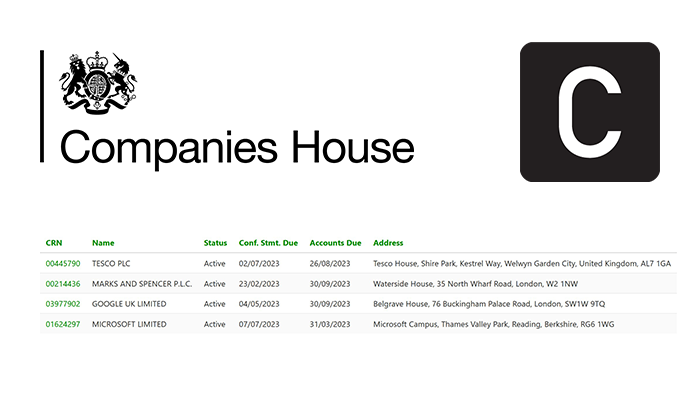 Companies House
C
CRN Name Status Conf. Stmt. Due Accounts Due Address
00445790 TESCO PLC Active 02/07/2023 26/08/2023 Tesco House, Shire Park, Kestrel Way, Welwyn Garden City, United Kingdom, AL7 1GA
00214436 MARKS AND SPENCER P.L.C. Active 23/02/2023 30/09/2023 Waterside House, 35 North Wharf Road, London, W2 1NW
03977902 GOOGLE UK LIMITED Active 04/05/2023 30/09/2023 Belgrave House, 76 Buckingham Palace Road, London, SW1W 9TQ
01624297 MICROSOFT LIMITED Active 07/07/2023 31/03/2023 Microsoft Campus, Thames Valley Park, Reading, Berkshire, RG6 1WG